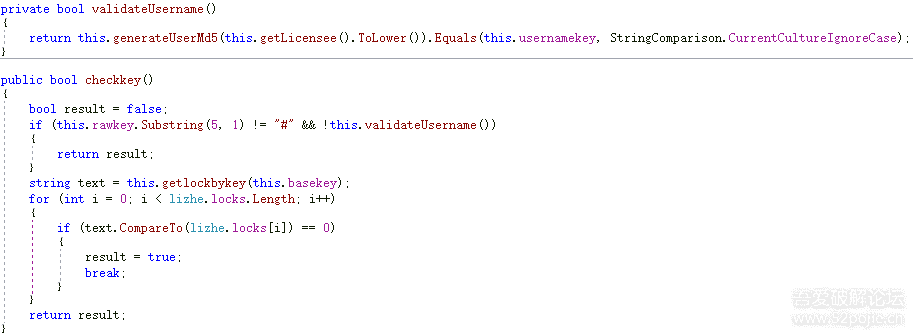 private bool validateUsername()
{
    return this.generateUserMd5(this.getLicensee().ToLower()).Equals(this.usernamekey, StringComparison.CurrentCultureIgnoreCase);
}
public bool checkkey()
{
    bool result = false;
    if (this.rawkey.Substring(5, 1) != "#" && !this.validateUsername())
    {
        return result;
    }
    string text = this.getlockbykey(this.basekey);
    for (int i = 0; i < lizhe.locks.Length; i++)
    {
        if (text.CompareTo(lizhe.locks[i]) == 0)
        {
            result = true;
            break;
        }
    }
    return result;
}
吾爱破解论坛
www.52pojie.cn